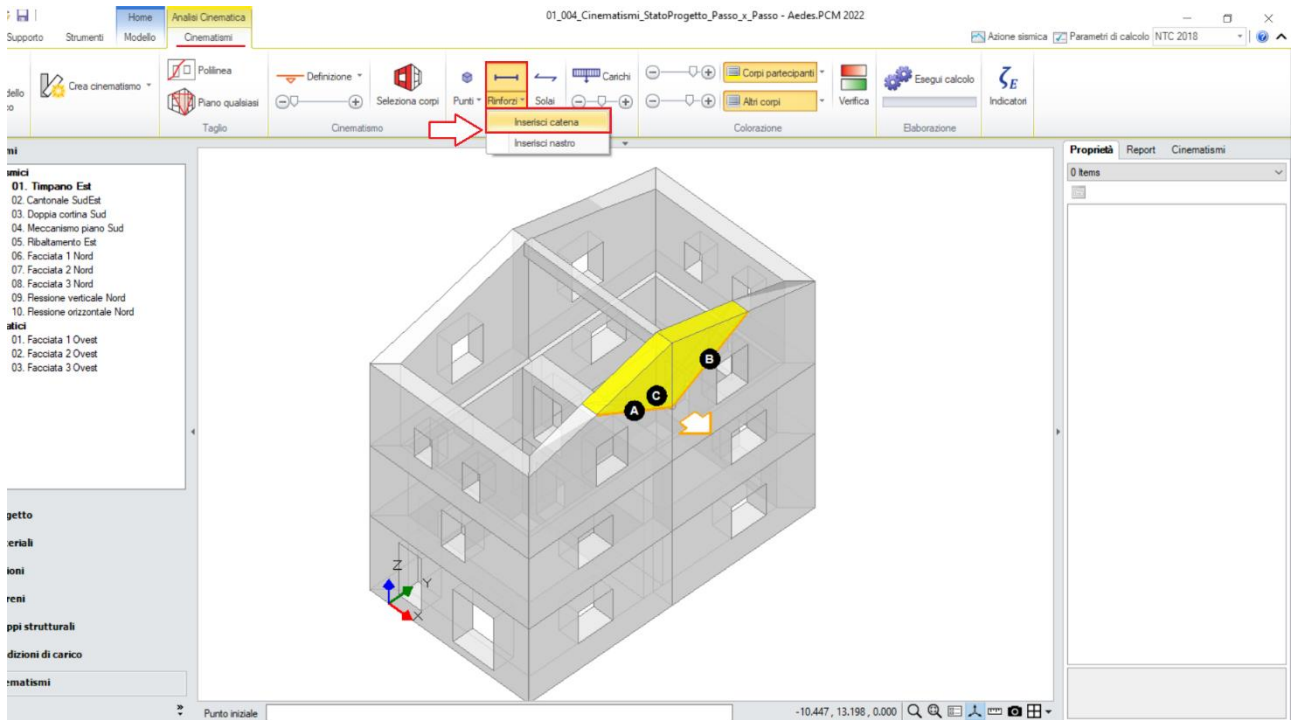 Home
Analisi Cinematica
01_004_Cinematismi_StatoProgetto_Passo_x_Passo - Aedes.PCM 2022
Supporto Strumenti Modello Cinematismi
Azione sismica Parametri di calcolo NTC 2018
Crea cinematismo
Polilinea
Piano qualsiasi
Taglio
Definizione
Seleziona corpi
Cinematismo
Punti Rinforzi Solai
Carichi
Inserisci catena
Inserisci nastro
Corpi partecipanti
Altri corpi
Verifica
Colorazione
Esegui calcolo
Elaborazione
ζE
Indicatori
01. Timpano Est
02. Cantonale SudEst
03. Doppia cortina Sud
04. Meccanismo piano Sud
05. Ribaltamento Est
06. Facciata 1 Nord
07. Facciata 2 Nord
08. Facciata 3 Nord
09. Flessione verticale Nord
10. Flessione orizzontale Nord
01. Facciata 1 Ovest
02. Facciata 2 Ovest
03. Facciata 3 Ovest
A
C
B
Z
Y
X
Proprietà Report Cinematismi
0 Items
Punto iniziale
-10.447, 13.198, 0.000